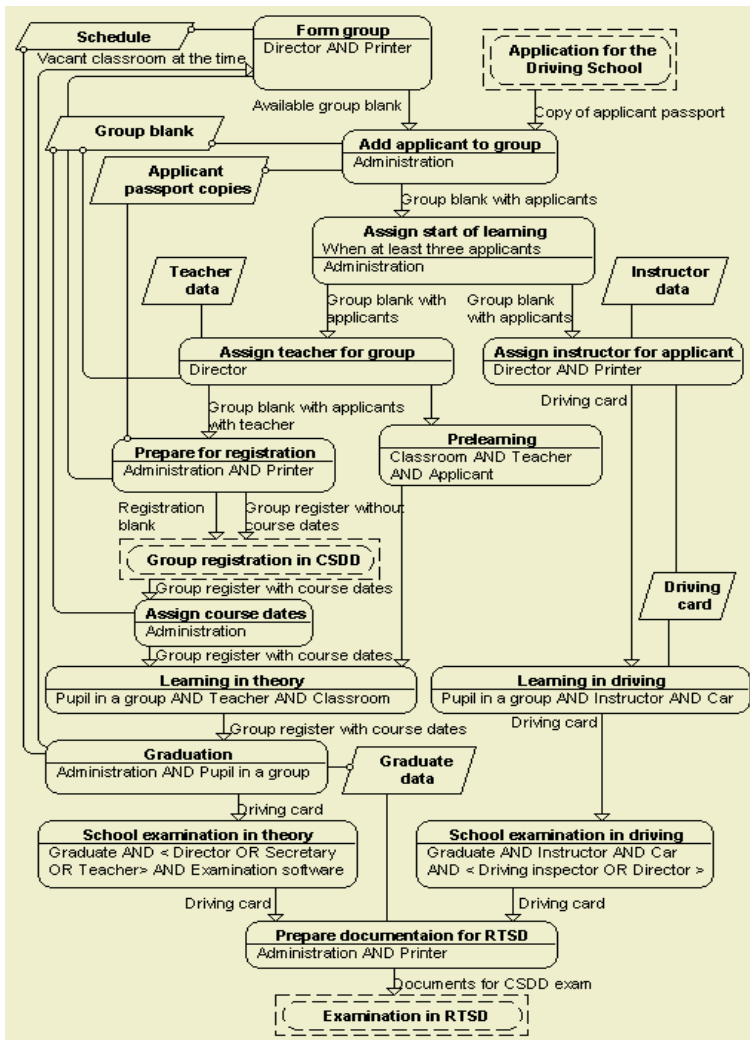 Schedule
Form group
Director AND Printer
Vacant classroom at the time
Application for the
Driving School
Available group blank
Copy of applicant passport
Group blank
Add applicant to group
Administration
Applicant
passport copies
Group blank with applicants
Assign start of learning
When at least three applicants
Administration
Teacher
data
Instructor
data
Group blank with
applicants
Group blank
with applicants
Assign teacher for group
Director
Assign instructor for applicant
Director AND Printer
Group blank with applicants
with teacher
Driving card
Prepare for registration
Administration AND Printer
Prelearning
Classroom AND Teacher
AND Applicant
Registration
blank
Group register without
course dates
Group registration in CSDD
Driving
card
Group register with course dates
Assign course dates
Administration
Group register with course dates
Learning in theory
Pupil in a group AND Teacher AND Classroom
Learning in driving
Pupil in a group AND Instructor AND Car
Group register with course dates
Driving card
Graduation
Administration AND Pupil in a group
Graduate
data
Driving card
School examination in theory
Graduate AND < Director OR Secretary
OR Teacher> AND Examination software
School examination in driving
Graduate AND Instructor AND Car
AND < Driving inspector OR Director >
Driving card
Driving card
Prepare documentaion for RTSD
Administration AND Printer
Documents for CSDD exam
Examination in RTSD